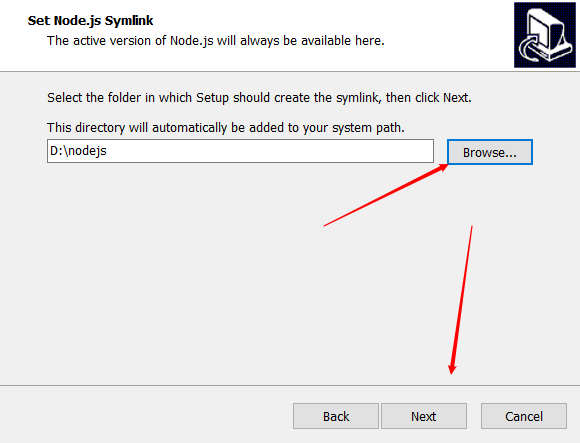 Set Node.js Symlink
The active version of Node.js will always be available here.
Select the folder in which Setup should create the symlink, then click Next.
This directory will automatically be added to your system path.
D:\nodejs
Browse...
Back
Next
Cancel